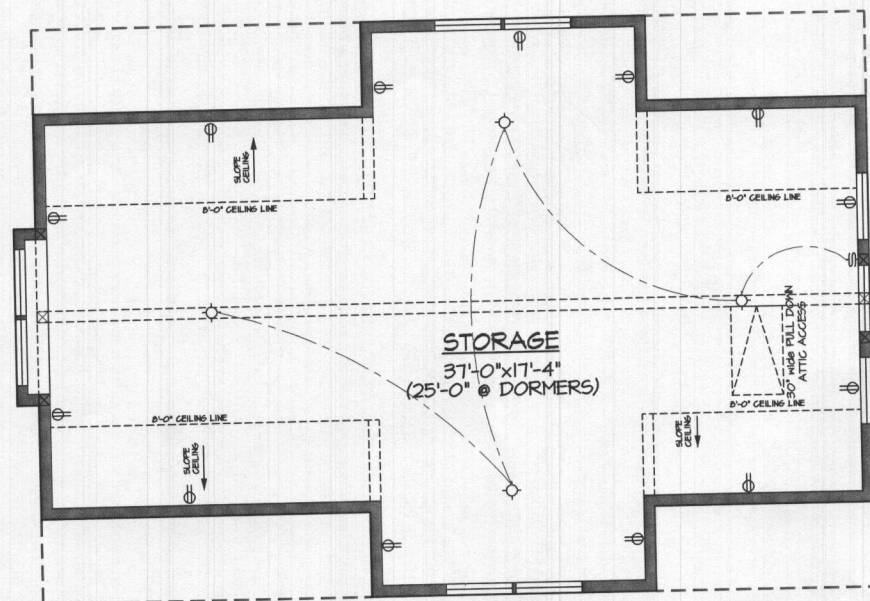 SLOPE
CEILING
8'-0" CEILING LINE
8'-0" CEILING LINE
STORAGE
37'-0"x17'-4"
(25'-0" @ DORMERS)
30" wide PULL DOWN
ATTIC ACCESS
8'-0" CEILING LINE
8'-0" CEILING LINE
SLOPE
CEILING
SLOPE
CEILING